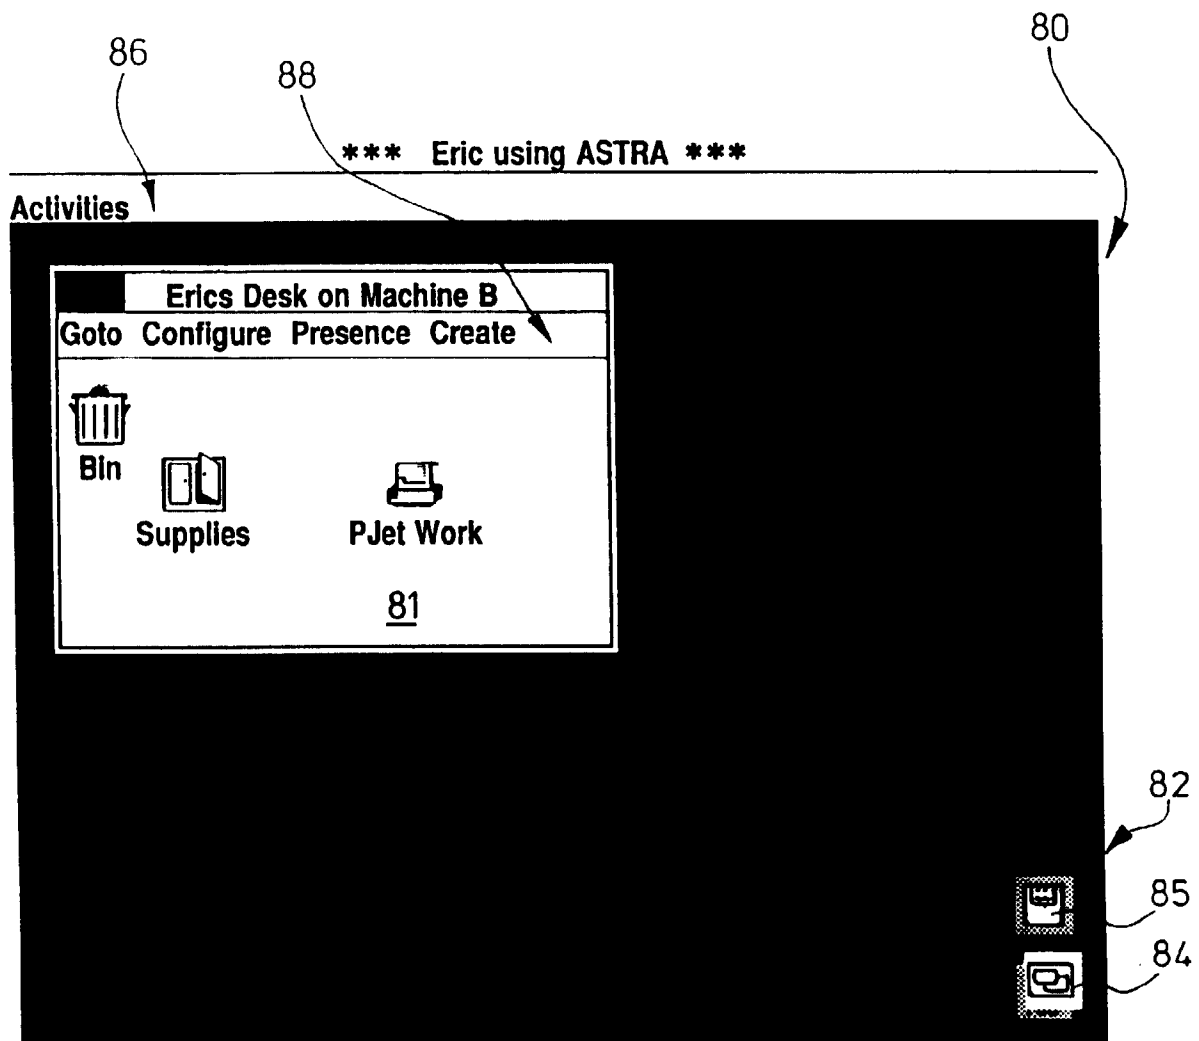 80
86
88
*** Eric using ASTRA ***
Activities
Erics Desk on Machine B
Goto Configure Presence Create
Bin
Supplies
PJet Work
81
82
85
84